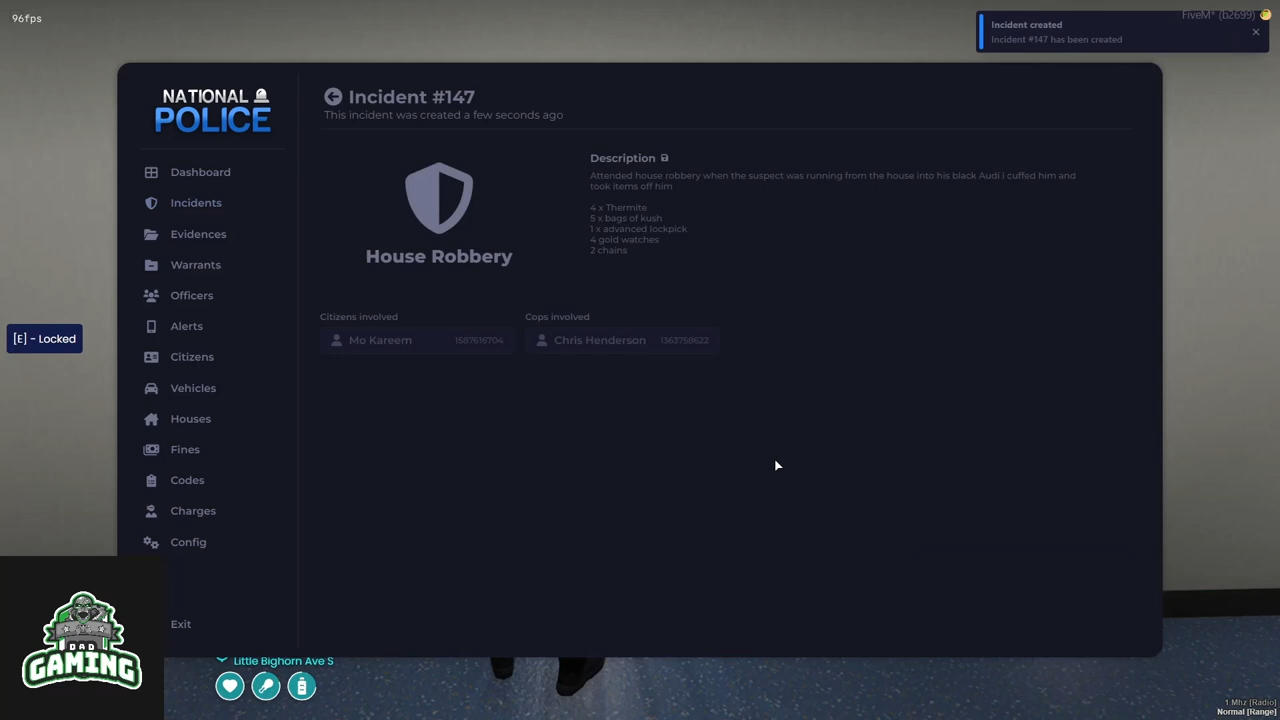 96fps
FiveM* (b2699)
Incident created
Incident #147 has been created
NATIONAL
POLICE
Dashboard
Incidents
Evidences
Warrants
Officers
Alerts
Citizens
Vehicles
Houses
Fines
Codes
Charges
Config
Exit
Incident #147
This incident was created a few seconds ago
House Robbery
Description
Attended house robbery when the suspect was running from the house into his black Audi i cuffed him and
took items off him
4 x Thermite
5 x bags of kush
1 x advanced lockpick
4 gold watches
2 chains
Citizens involved
Mo Kareem 1587616704
Cops involved
Chris Henderson 1363758622
[E] - Locked
DAD
GAMING
Little Bighorn Ave S
1 Mhz [Radio]
Normal [Range]